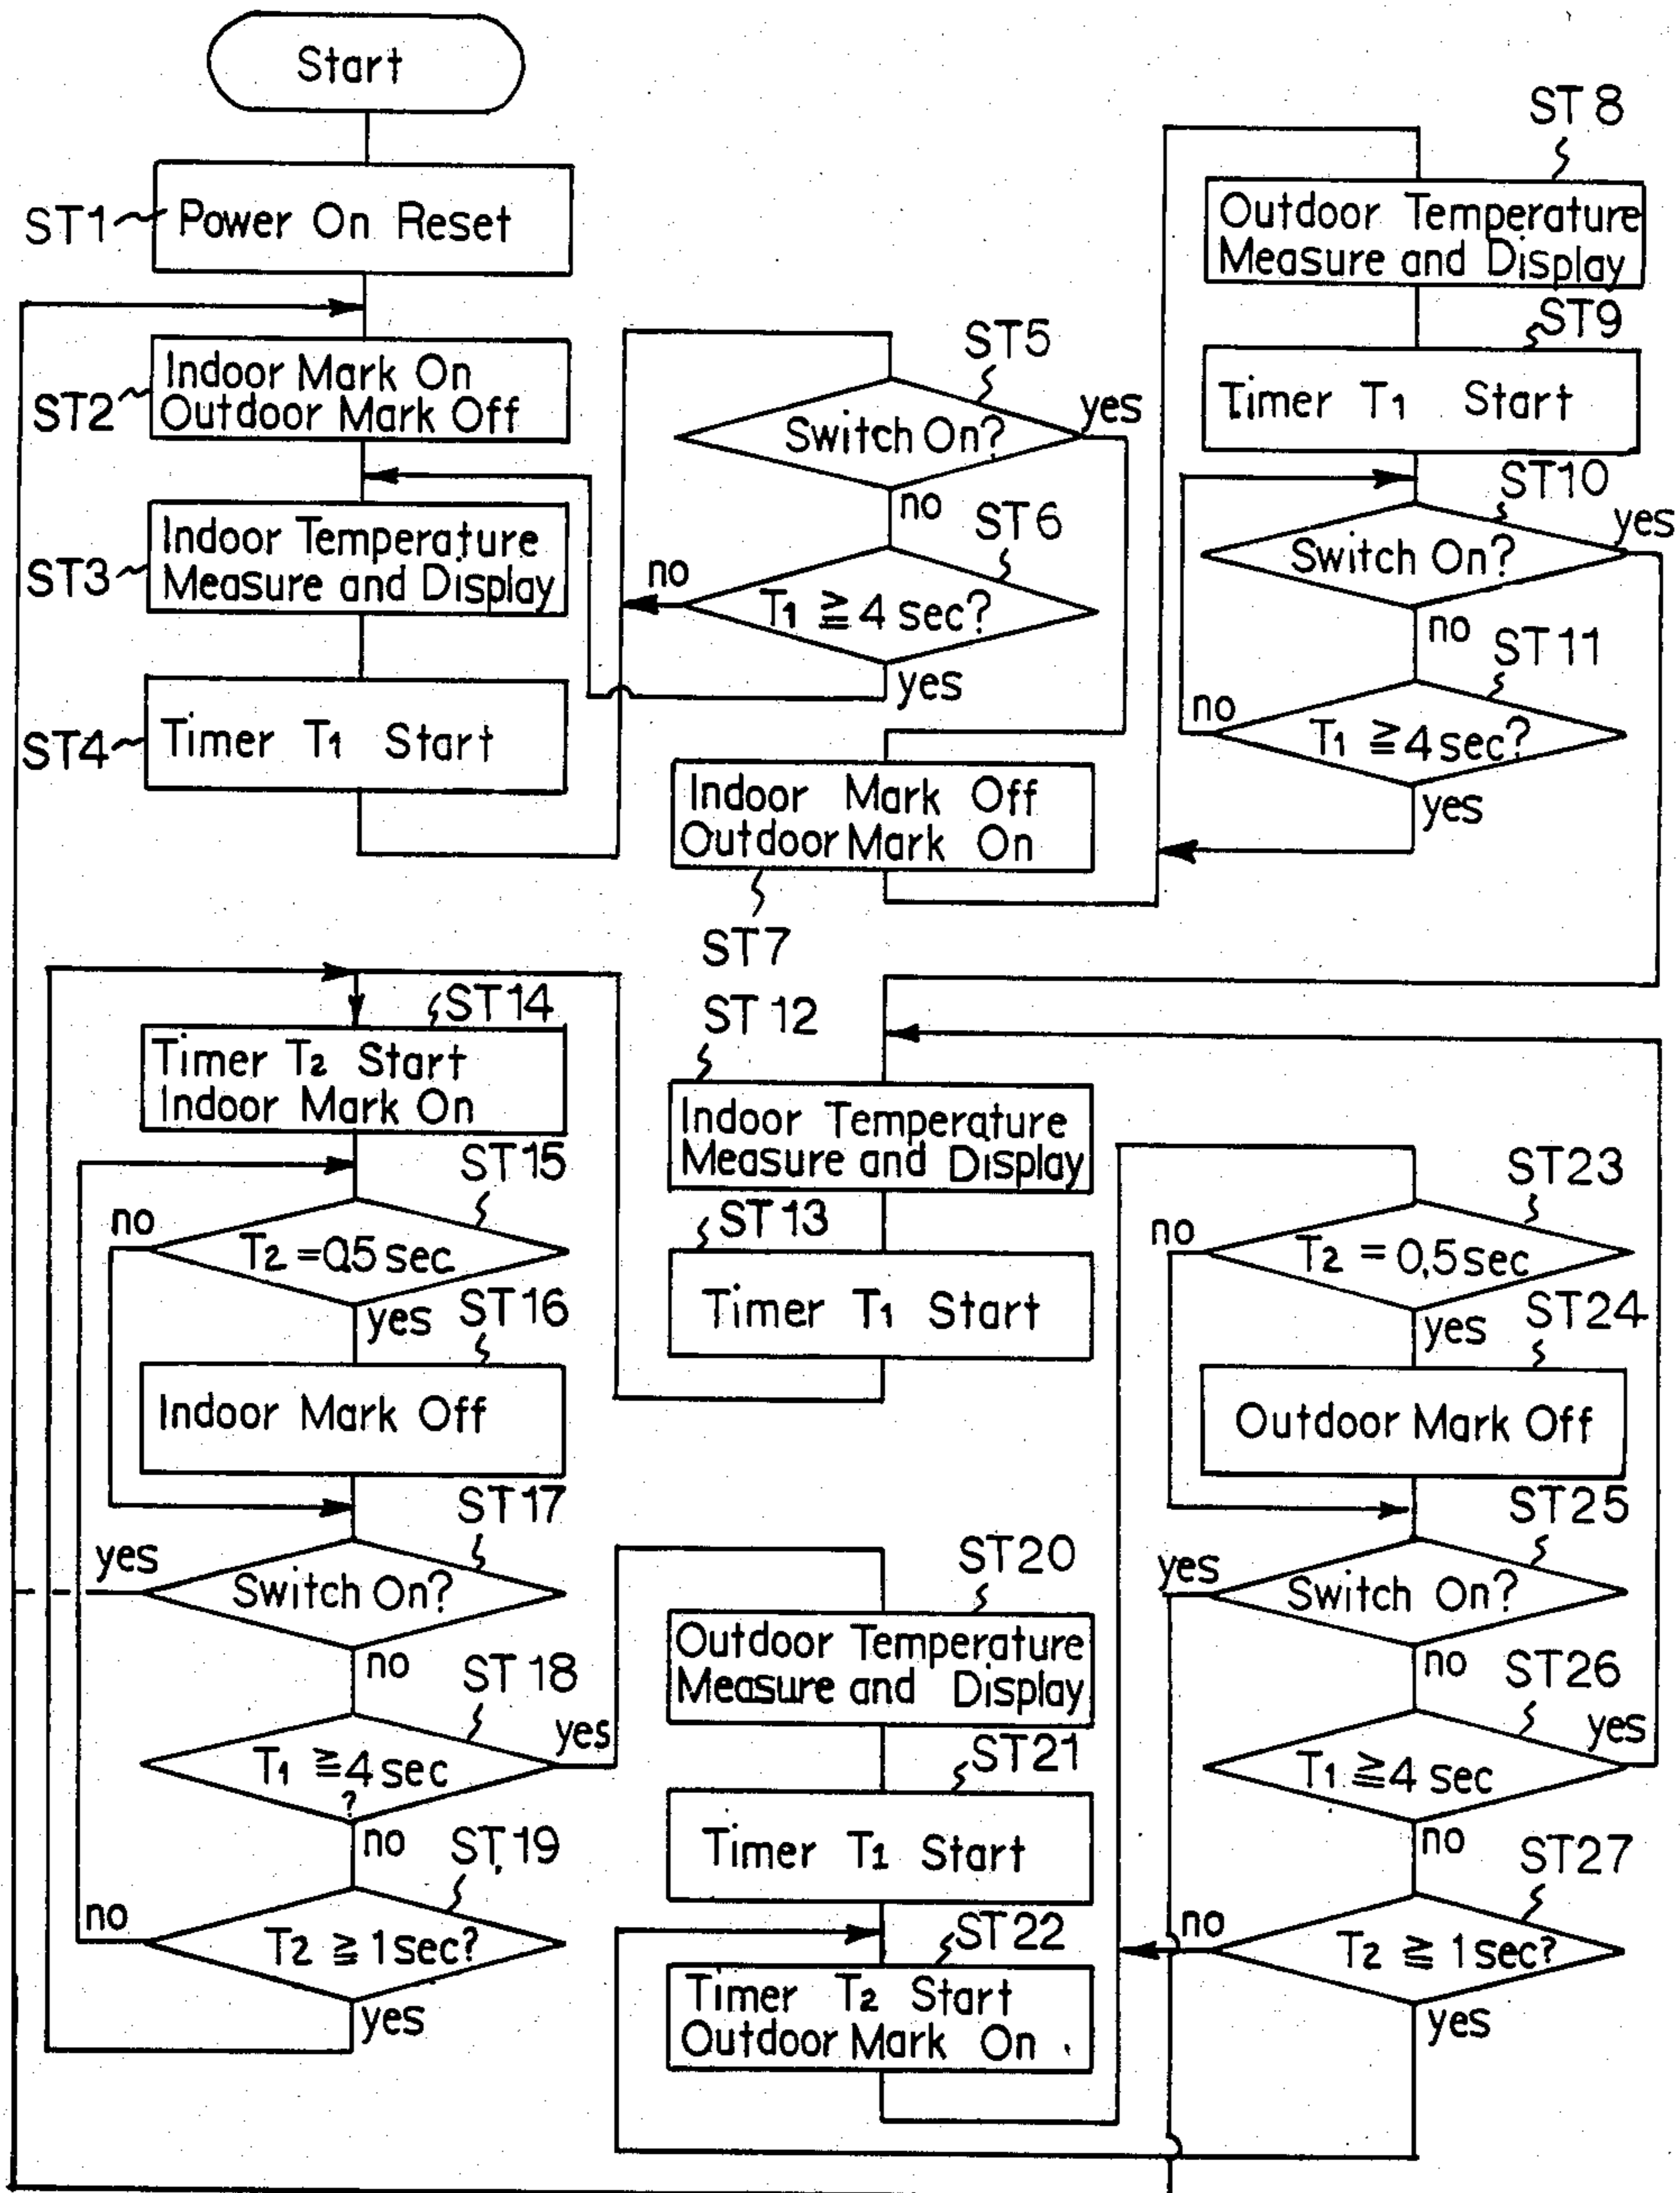 Start
ST1
Power On Reset
ST2
Indoor Mark On
Outdoor Mark Off
ST3
Indoor Temperature
Measure and Display
ST4
Timer T1 Start
ST5
Switch On?
yes
no
ST6
T1 ≧ 4 sec?
no
yes
Indoor Mark Off
Outdoor Mark On
ST7
ST8
Outdoor Temperature
Measure and Display
ST9
Timer T1 Start
ST10
Switch On?
yes
no
ST11
T1 ≧ 4 sec?
no
yes
ST12
Indoor Temperature
Measure and Display
ST13
Timer T1 Start
ST14
Timer T2 Start
Indoor Mark On
ST15
T2 = 0.5 sec
no
yes
ST16
Indoor Mark Off
ST17
Switch On?
yes
no
ST18
T1 ≧ 4 sec
?
yes
no
ST19
T2 ≧ 1 sec?
no
yes
ST20
Outdoor Temperature
Measure and Display
ST21
Timer T1 Start
ST22
Timer T2 Start
Outdoor Mark On
ST23
T2 = 0,5 sec
no
yes
ST24
Outdoor Mark Off
ST25
Switch On?
yes
no
ST26
T1 ≧ 4 sec
yes
no
ST27
T2 ≧ 1 sec?
no
yes